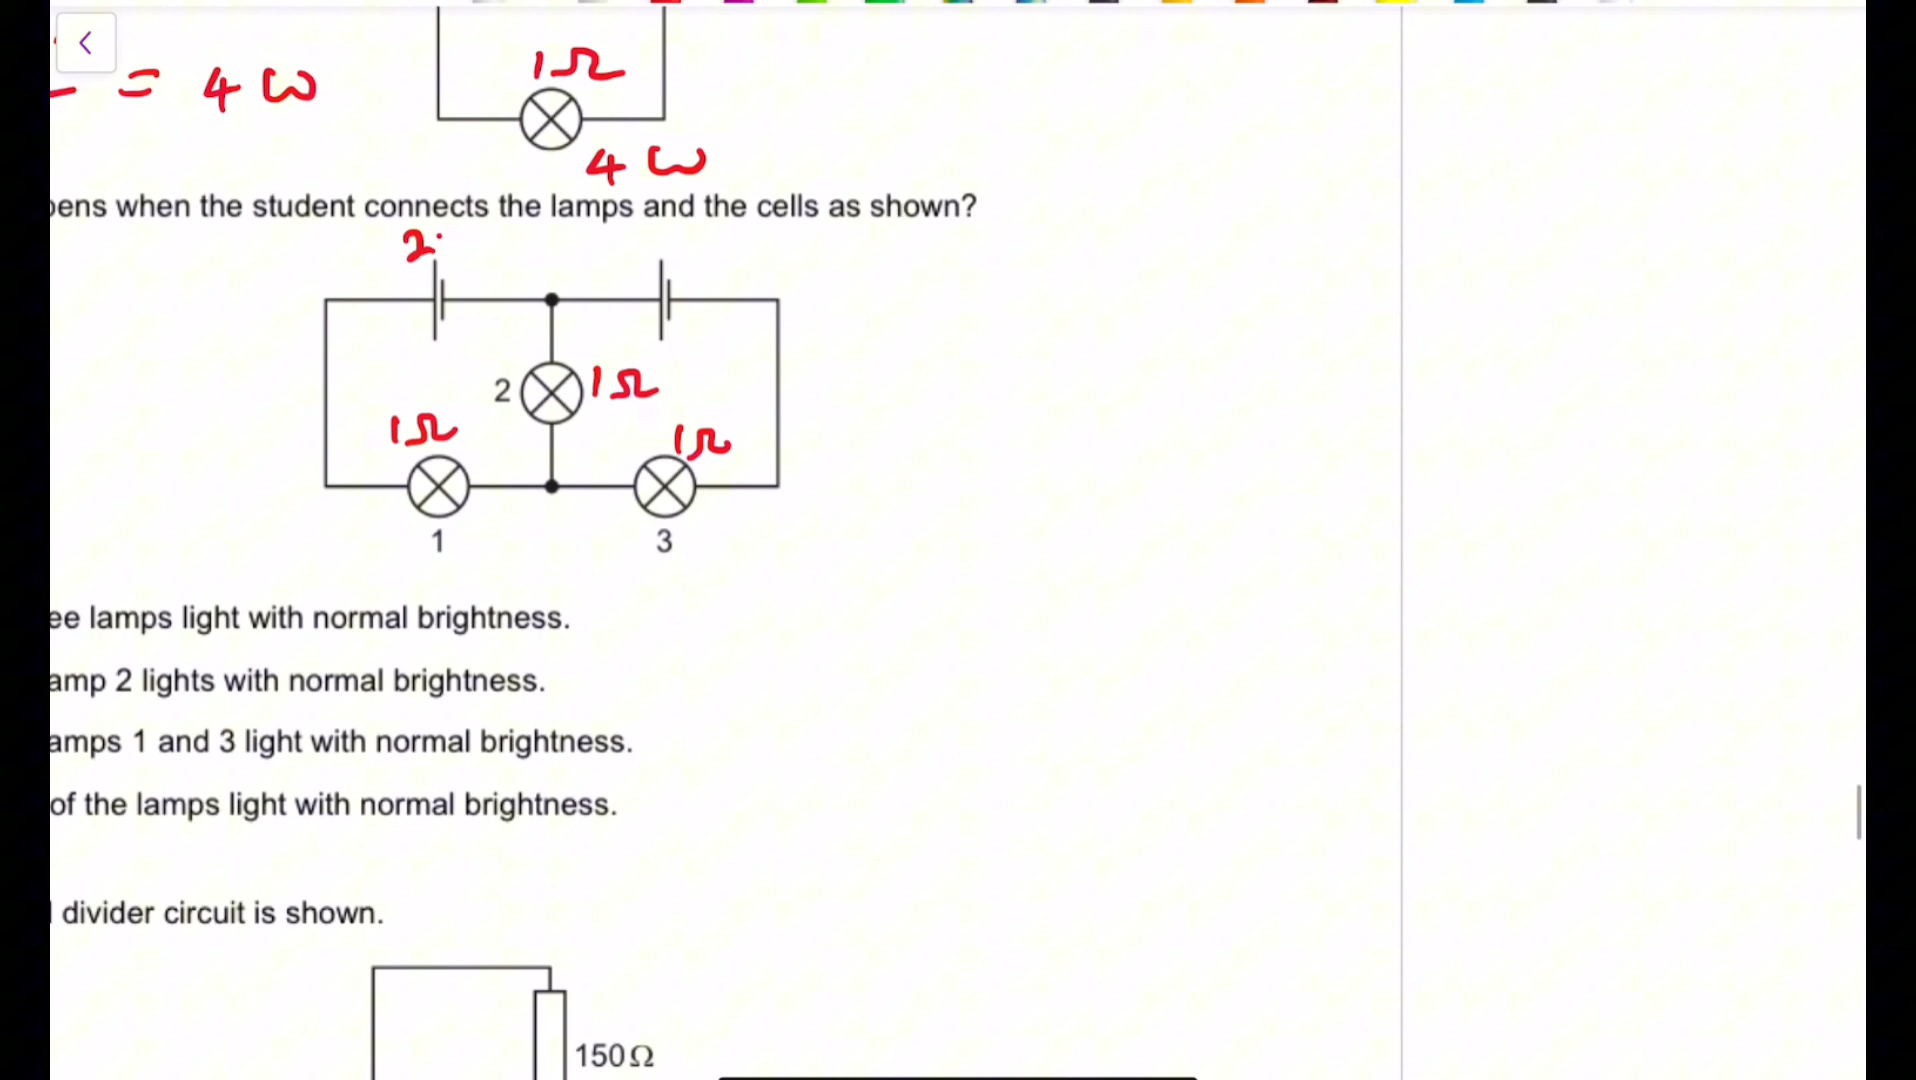 = 4 W
1Ω
4 W
ens when the student connects the lamps and the cells as shown?
2
2
1Ω
1Ω
1Ω
1
3
ee lamps light with normal brightness.
amp 2 lights with normal brightness.
amps 1 and 3 light with normal brightness.
of the lamps light with normal brightness.
divider circuit is shown.
150Ω